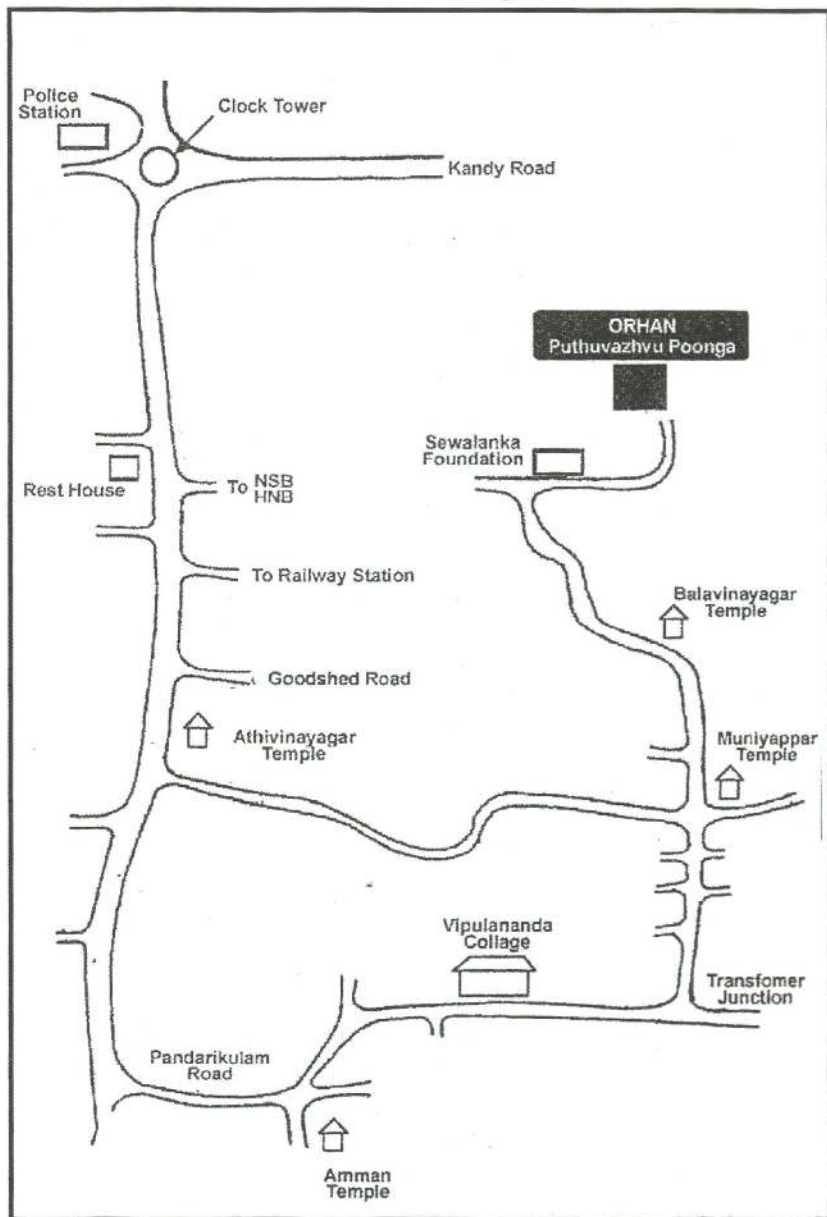 Police
Station
Clock Tower
Kandy Road
ORHAN
Puthuvazhvu Poonga
Sewalanka
Foundation
Rest House
To NSB
HNB
To Railway Station
Balavinayagar
Temple
Goodshed Road
Athivinayagar
Temple
Muniyappar
Temple
Vipulananda
Collage
Transfomer
Junction
Pandarikulam
Road
Amman
Temple